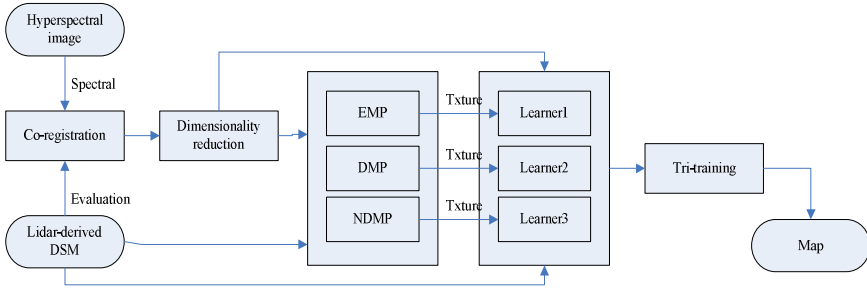 Hyperspectral
image
Spectral
Co-registration
Dimensionality
reduction
Evaluation
Lidar-derived
DSM
EMP
Txture
Learner1
DMP
Txture
Learner2
NDMP
Txture
Learner3
Tri-training
Map